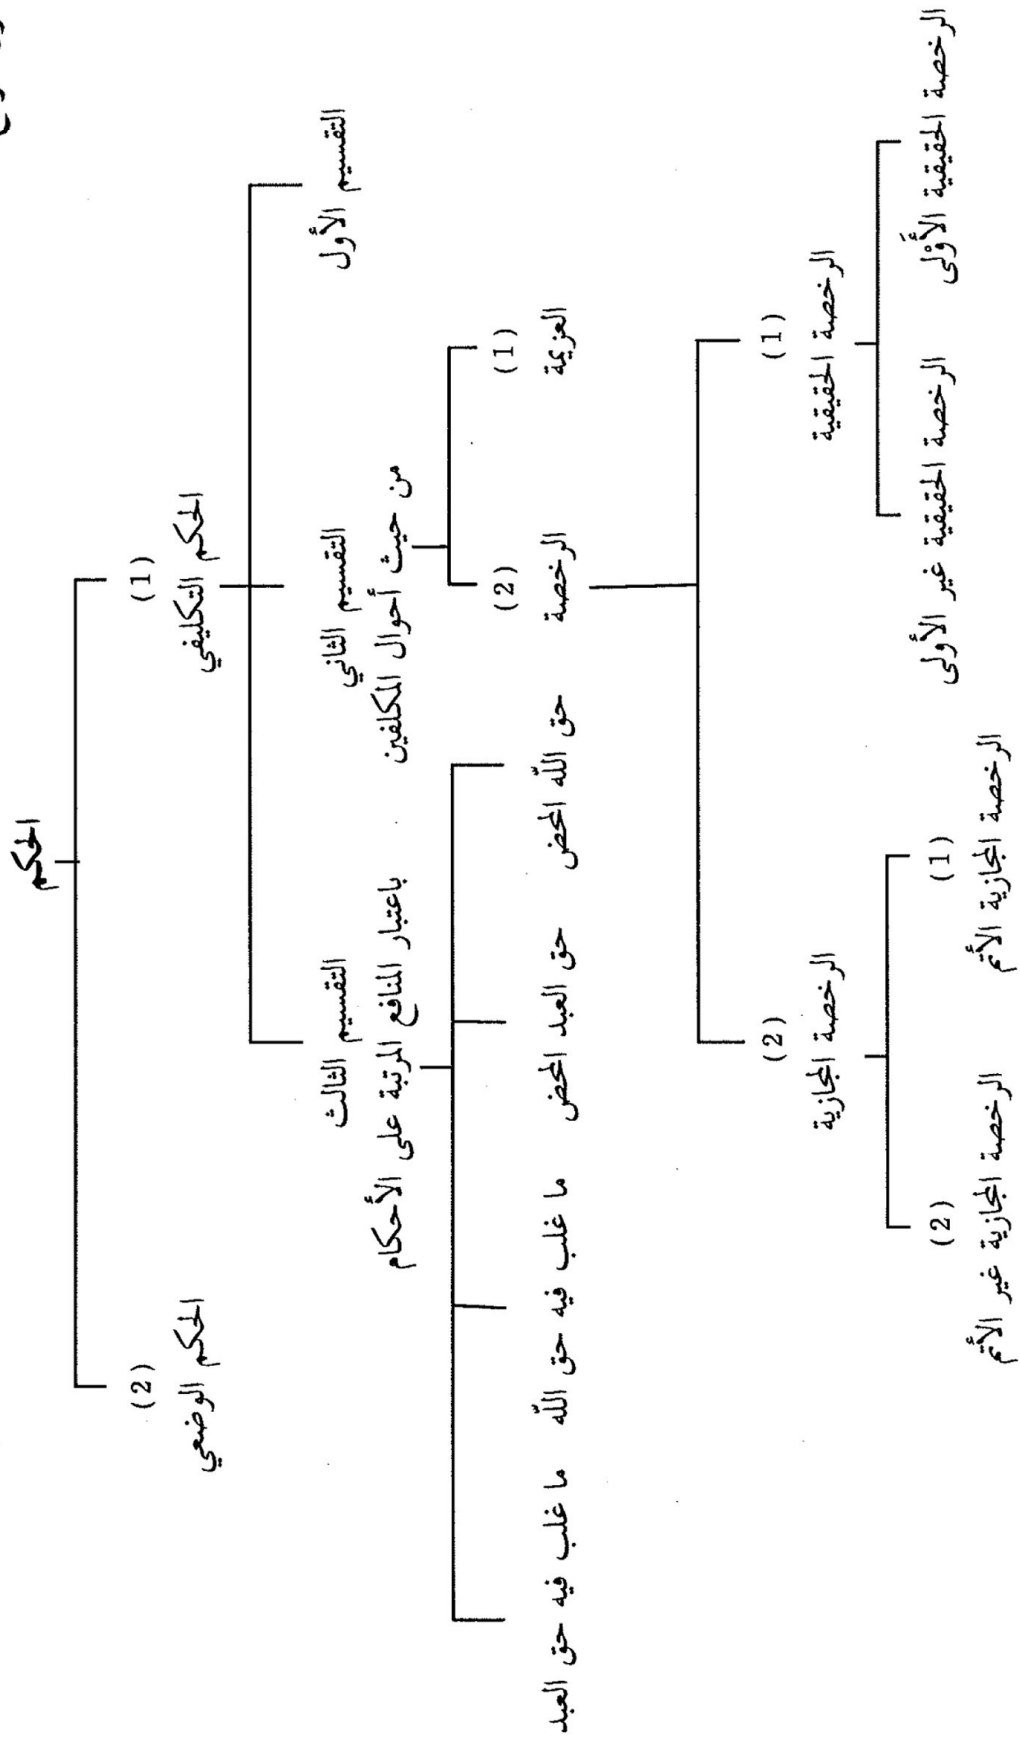 الحكم
(1)
الحكم التكليفي
(2)
الحكم الوضعي
التقسيم الأول
التقسيم الثاني
من حيث أحوال المكلفين
التقسيم الثالث
باعتبار المنافع المرتبة على الأحكام
(1)
العزيمة
(2)
الرخصة
حق الله المحض
حق العبد المحض
ما غلب فيه حق الله
ما غلب فيه حق العبد
(1)
الرخصة الحقيقية
(2)
الرخصة المجازية
الرخصة الحقيقية الأَوْلى
الرخصة الحقيقية غير الأولى
(1)
الرخصة المجازية الأتم
(2)
الرخصة المجازية غير الأتم